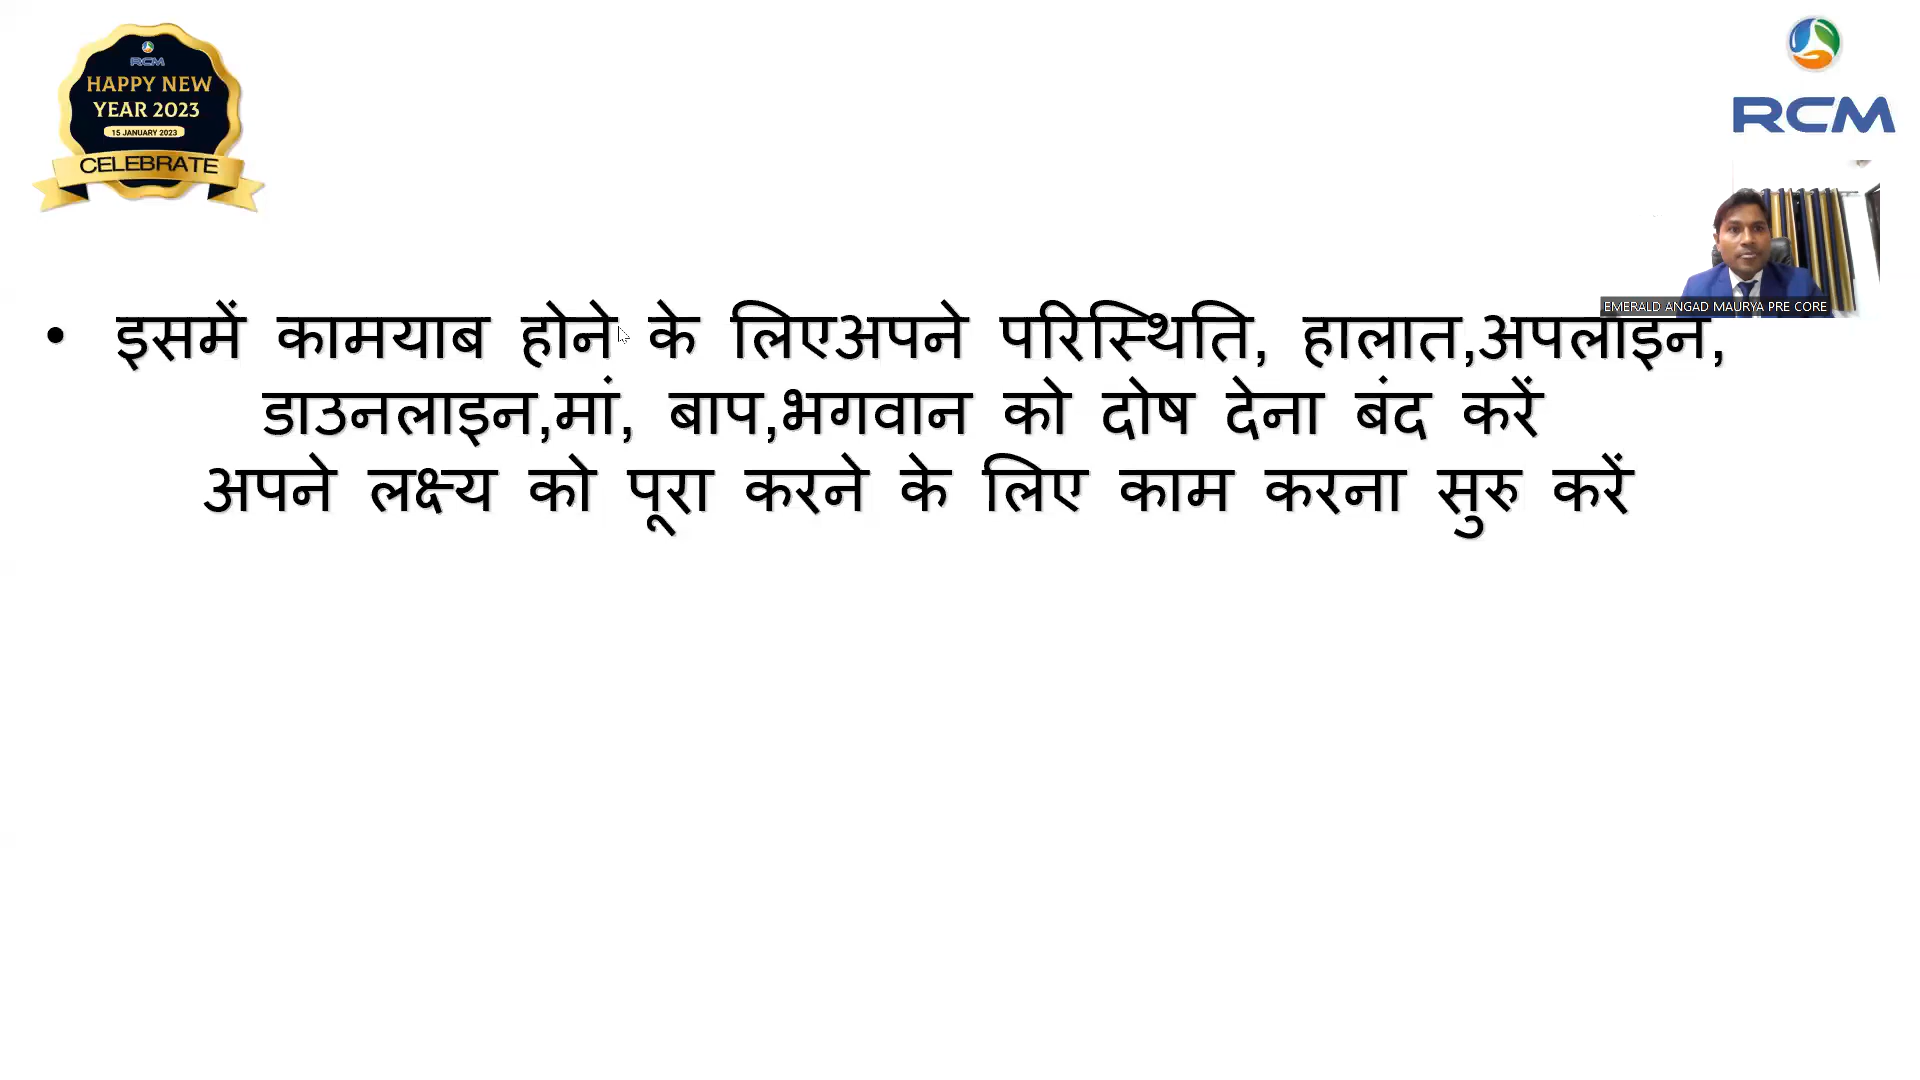 RCM
HAPPY NEW
YEAR 2023
15 JANUARY 2023
CELEBRATE
RCM
EMERALD ANGAD MAURYA PRE CORE
• इसमें कामयाब होने के लिएअपने परिस्थिति, हालात,अपलाइन,
डाउनलाइन,मां, बाप,भगवान को दोष देना बंद करें
अपने लक्ष्य को पूरा करने के लिए काम करना सुरु करें